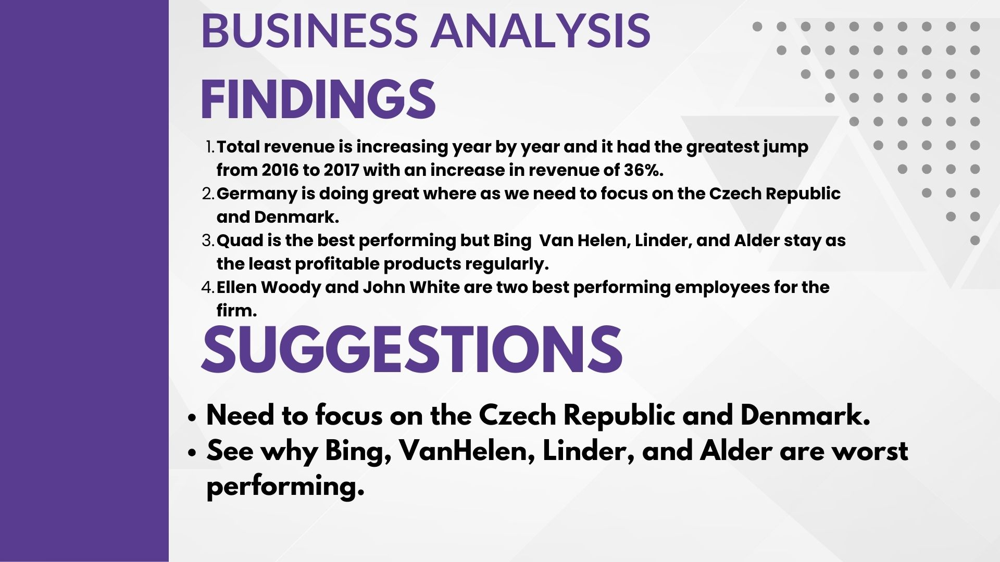 BUSINESS ANALYSIS
FINDINGS
1. Total revenue is increasing year by year and it had the greatest jump
from 2016 to 2017 with an increase in revenue of 36%.
2. Germany is doing great where as we need to focus on the Czech Republic
and Denmark.
3. Quad is the best performing but Bing  Van Helen, Linder, and Alder stay as
the least profitable products regularly.
4. Ellen Woody and John White are two best performing employees for the
firm.
SUGGESTIONS
• Need to focus on the Czech Republic and Denmark.
• See why Bing, VanHelen, Linder, and Alder are worst
performing.